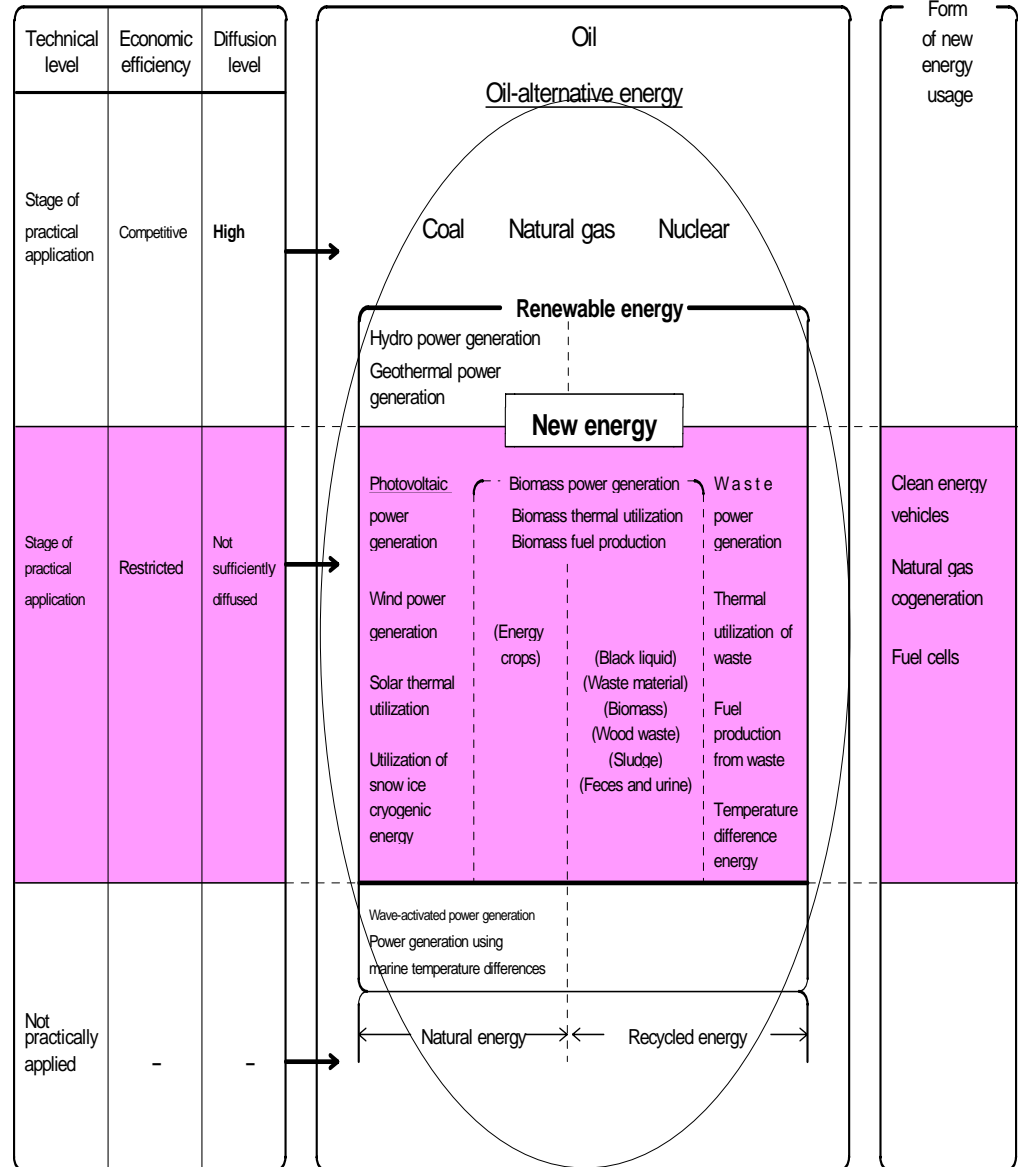 Technical
level
Economic
efficiency
Diffusion
level
Oil
Oil-alternative energy
Form
of new
energy
usage
Stage of
practical
application
Competitive
High
Coal
Natural gas
Nuclear
Renewable energy
Hydro power generation
Geothermal power
generation
New energy
Stage of
practical
application
Restricted
Not
sufficiently
diffused
Photovoltaic
power
generation
Wind power
generation
Solar thermal
utilization
Utilization of
snow ice
cryogenic
energy
Biomass power generation
Biomass thermal utilization
Biomass fuel production
(Energy
crops)
(Black liquid)
(Waste material)
(Biomass)
(Wood waste)
(Sludge)
(Feces and urine)
Waste
power
generation
Thermal
utilization of
waste
Fuel
production
from waste
Temperature
difference
energy
Clean energy
vehicles
Natural gas
cogeneration
Fuel cells
Wave-activated power generation
Power generation using
marine temperature differences
Natural energy
Recycled energy
Not
practically
applied
–
–